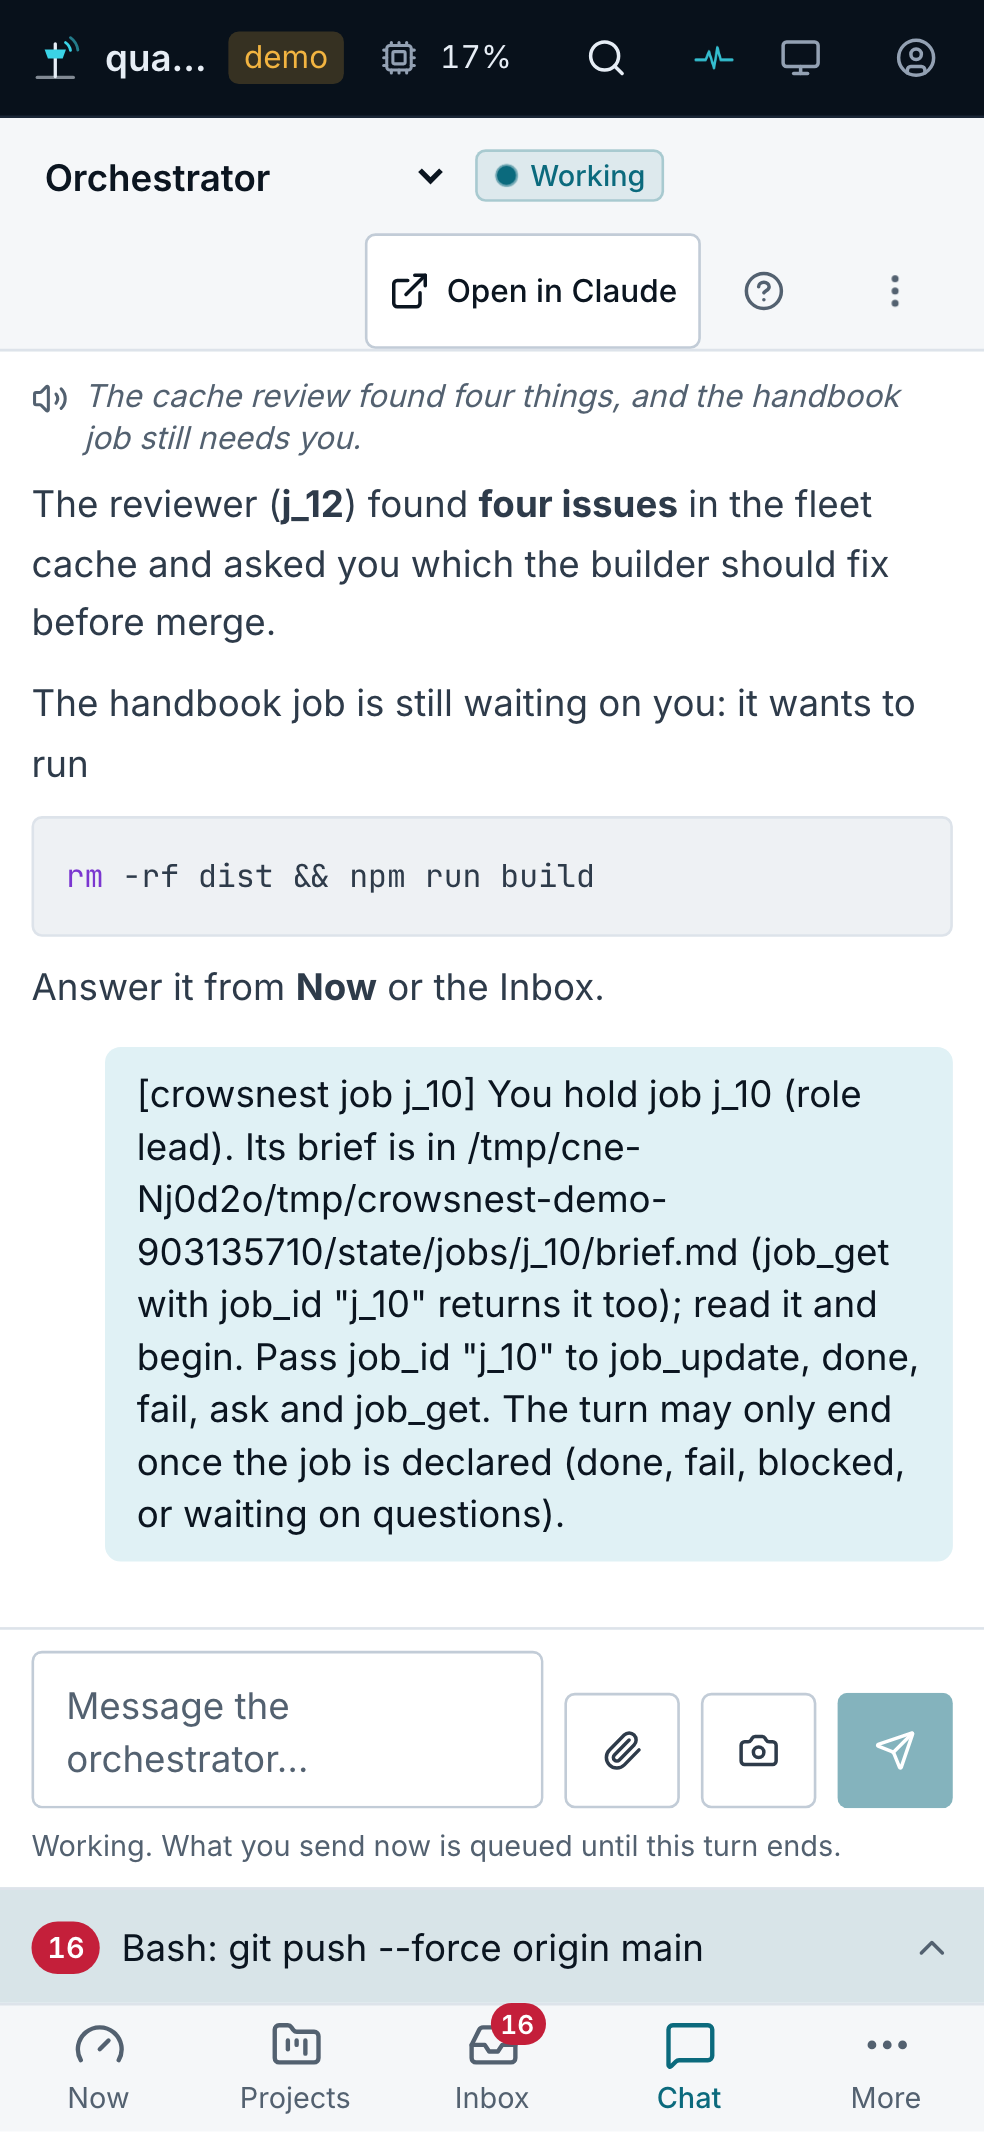 qua...
demo
17%
Orchestrator
Working
Open in Claude
The cache review found four things, and the handbook
job still needs you.
The reviewer (j_12) found four issues in the fleet
cache and asked you which the builder should fix
before merge.
The handbook job is still waiting on you: it wants to
run
rm -rf dist && npm run build
Answer it from Now or the Inbox.
[crowsnest job j_10] You hold job j_10 (role
lead). Its brief is in /tmp/cne-
Nj0d2o/tmp/crowsnest-demo-
903135710/state/jobs/j_10/brief.md (job_get
with job_id "j_10" returns it too); read it and
begin. Pass job_id "j_10" to job_update, done,
fail, ask and job_get. The turn may only end
once the job is declared (done, fail, blocked,
or waiting on questions).
Message the
orchestrator...
Working. What you send now is queued until this turn ends.
16 Bash: git push --force origin main
16
Now
Projects
Inbox
Chat
More